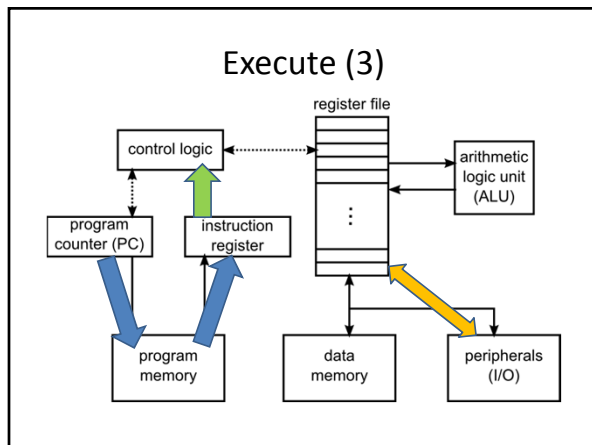 Execute (3)
register file
control logic
arithmetic
logic unit
(ALU)
program
counter (PC)
instruction
register
⋮
program
memory
data
memory
peripherals
(I/O)